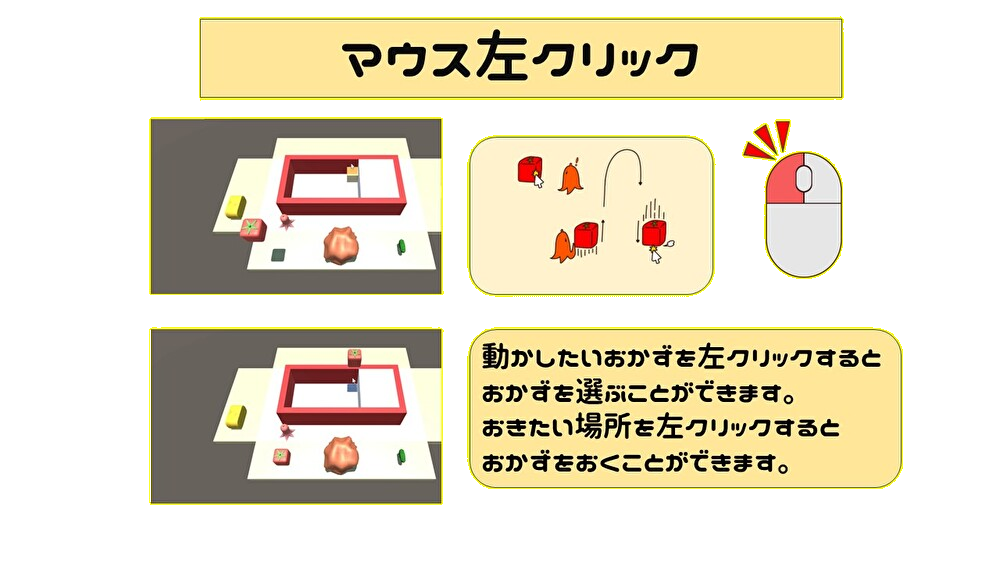 マウス左クリック
動かしたいおかずを左クリックすると
おかずを選ぶことができます。
おきたい場所を左クリックすると
おかずをおくことができます。